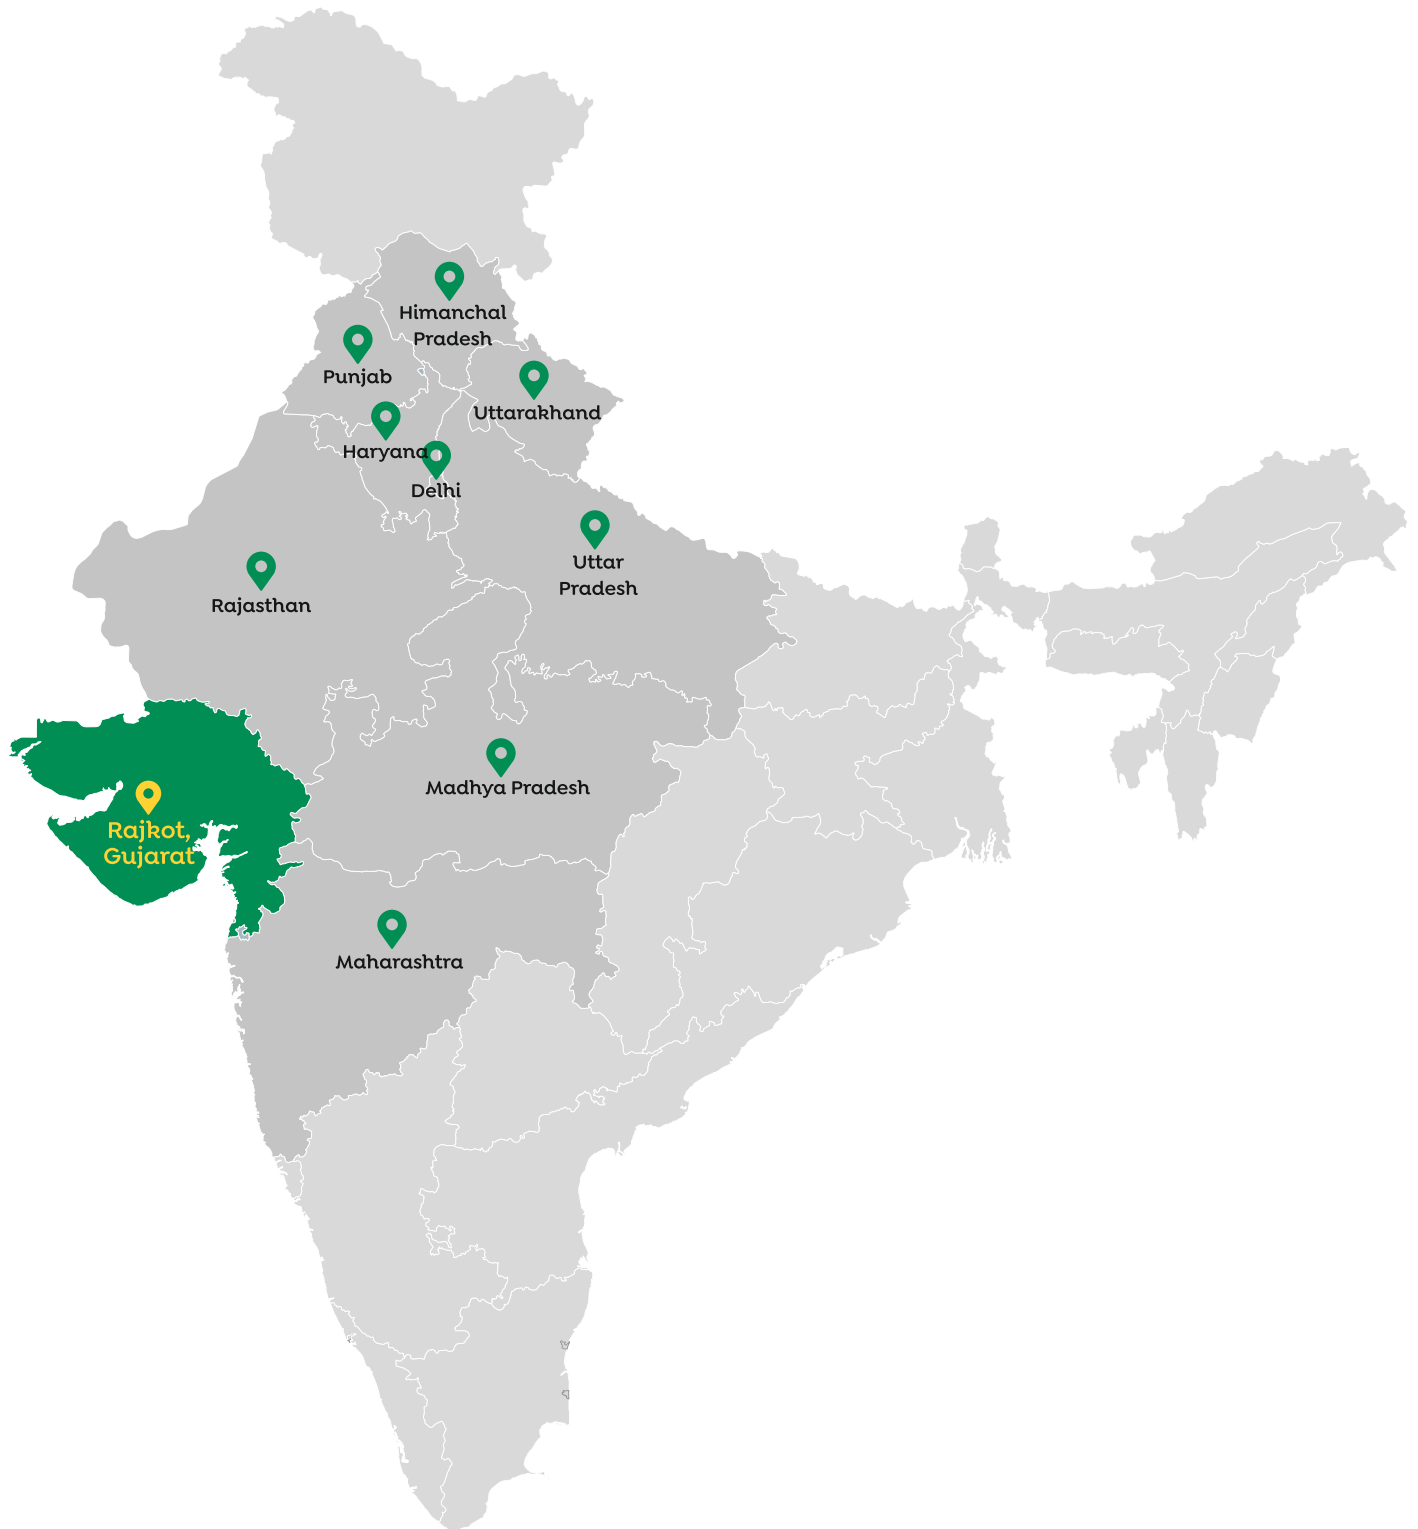 Himanchal
Pradesh
Punjab
Uttarakhand
Haryana
Delhi
Uttar
Pradesh
Rajasthan
Madhya Pradesh
Rajkot,
Gujarat
Maharashtra